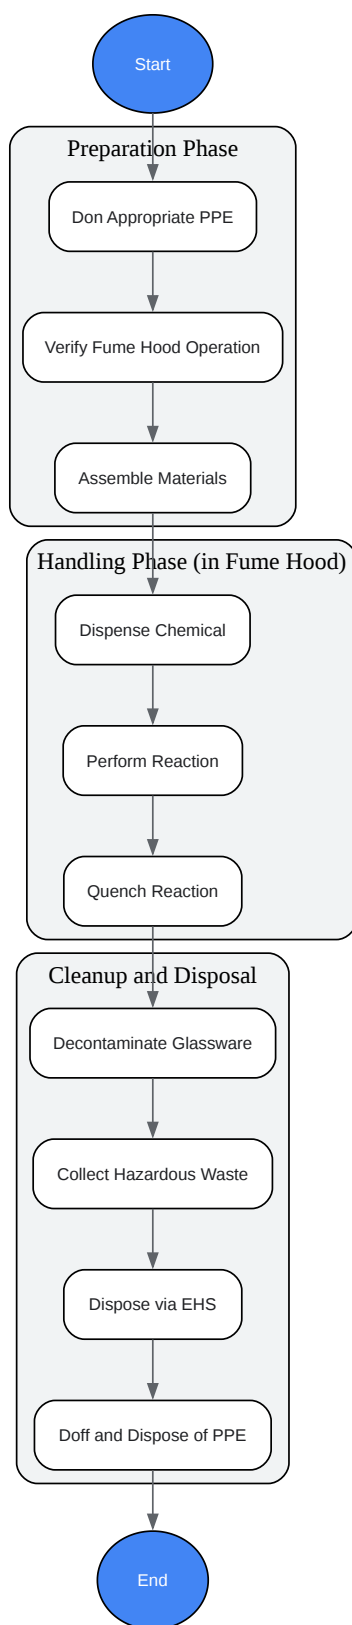 Start
Preparation Phase
Don Appropriate PPE
Verify Fume Hood Operation
Assemble Materials
Handling Phase (in Fume Hood)
Dispense Chemical
Perform Reaction
Quench Reaction
Cleanup and Disposal
Decontaminate Glassware
Collect Hazardous Waste
Dispose via EHS
Doff and Dispose of PPE
End